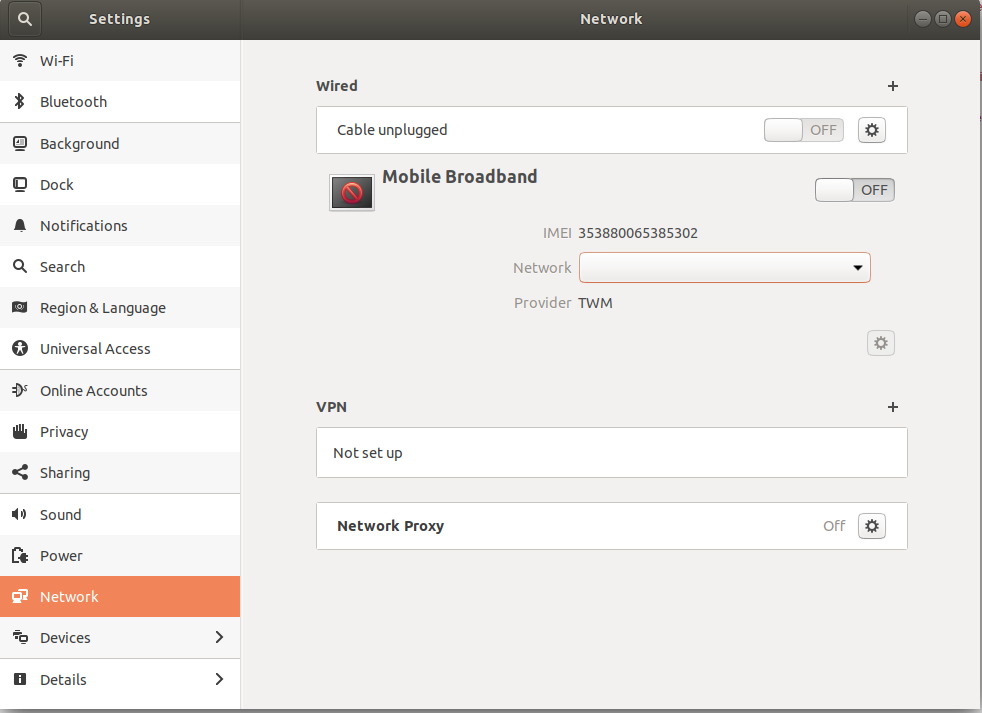 Settings
Network
Wi-Fi
Bluetooth
Background
Dock
Notifications
Search
Region & Language
Universal Access
Online Accounts
Privacy
Sharing
Sound
Power
Network
Devices
Details
Wired
Cable unplugged OFF
Mobile Broadband OFF
IMEI 353880065385302
Network
Provider TWM
VPN
Not set up
Network Proxy Off